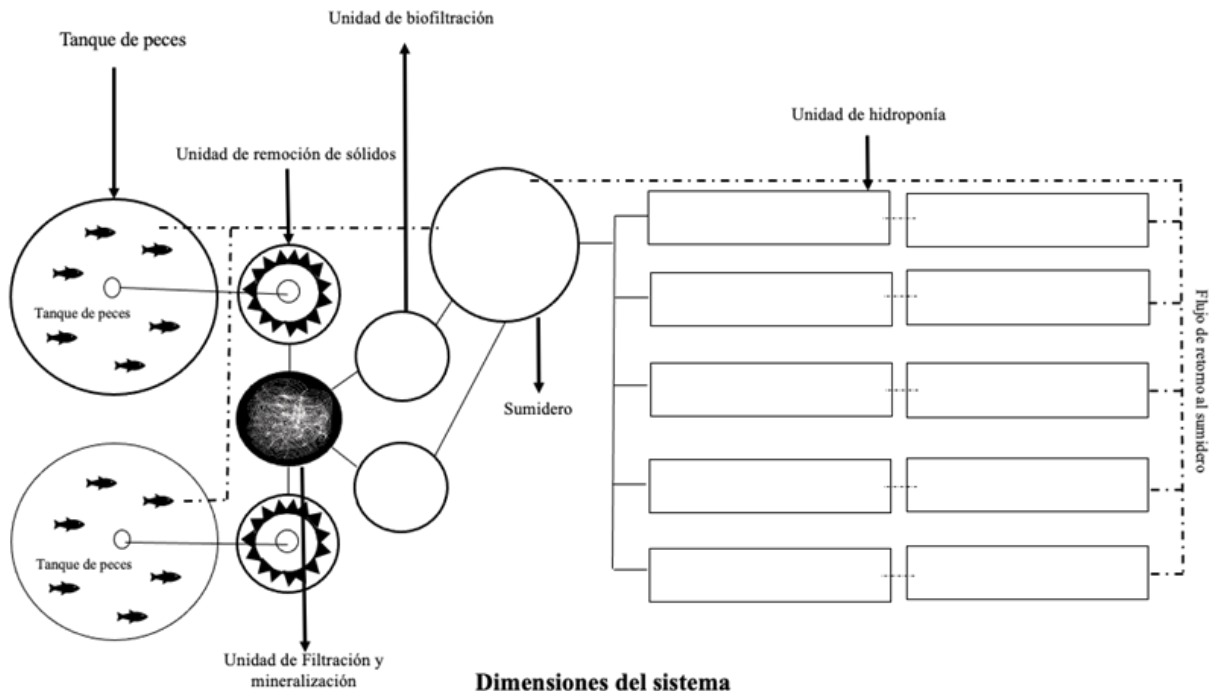 Unidad de biofiltración
Tanque de peces
Unidad de hidroponía
Unidad de remoción de sólidos
Tanque de peces
Flujo de retorno al sumidero
Sumidero
Tanque de peces
Unidad de Filtración y
mineralización
Dimensiones del sistema